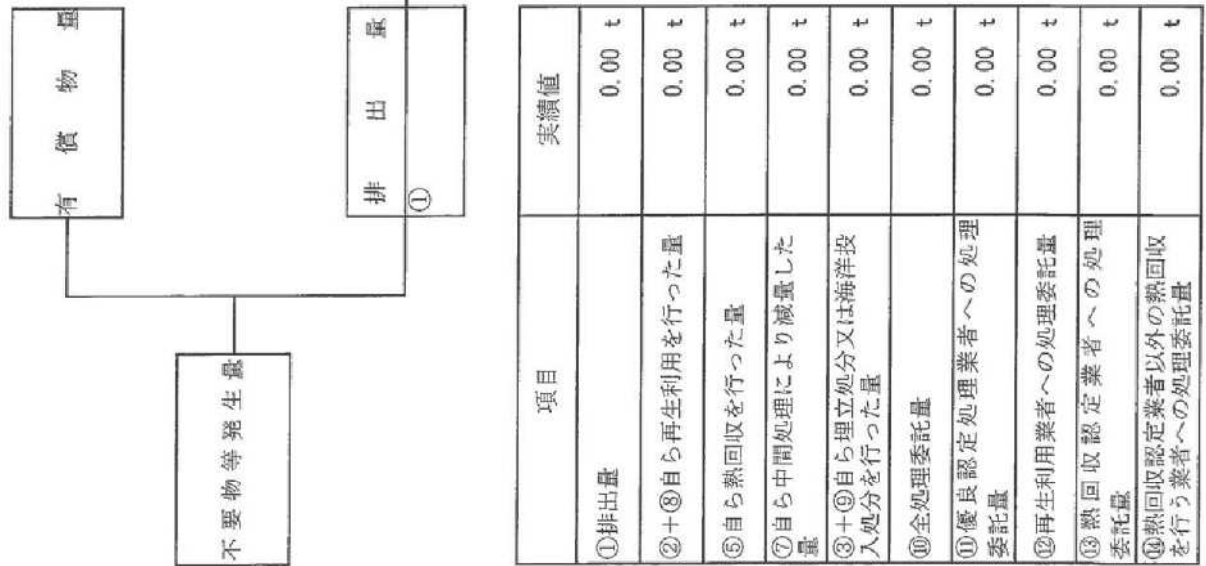 不要物等発生量
有償物量
排出量
①
項目 実績値
①排出量 0.00 t
②+⑧自ら再生利用を行った量 0.00 t
⑤自ら熱回収を行った量 0.00 t
⑦自ら中間処理により減量した
量 0.00 t
③+⑨自ら埋立処分又は海洋投
入処分を行った量 0.00 t
⑩全処理委託量 0.00 t
⑪優良認定処理業者への処理
委託量 0.00 t
⑫再生利用業者への処理委託量 0.00 t
⑬熱回収認定業者への処理
委託量 0.00 t
⑭熱回収認定業者以外の熱回収
を行う業者への処理委託量 0.00 t